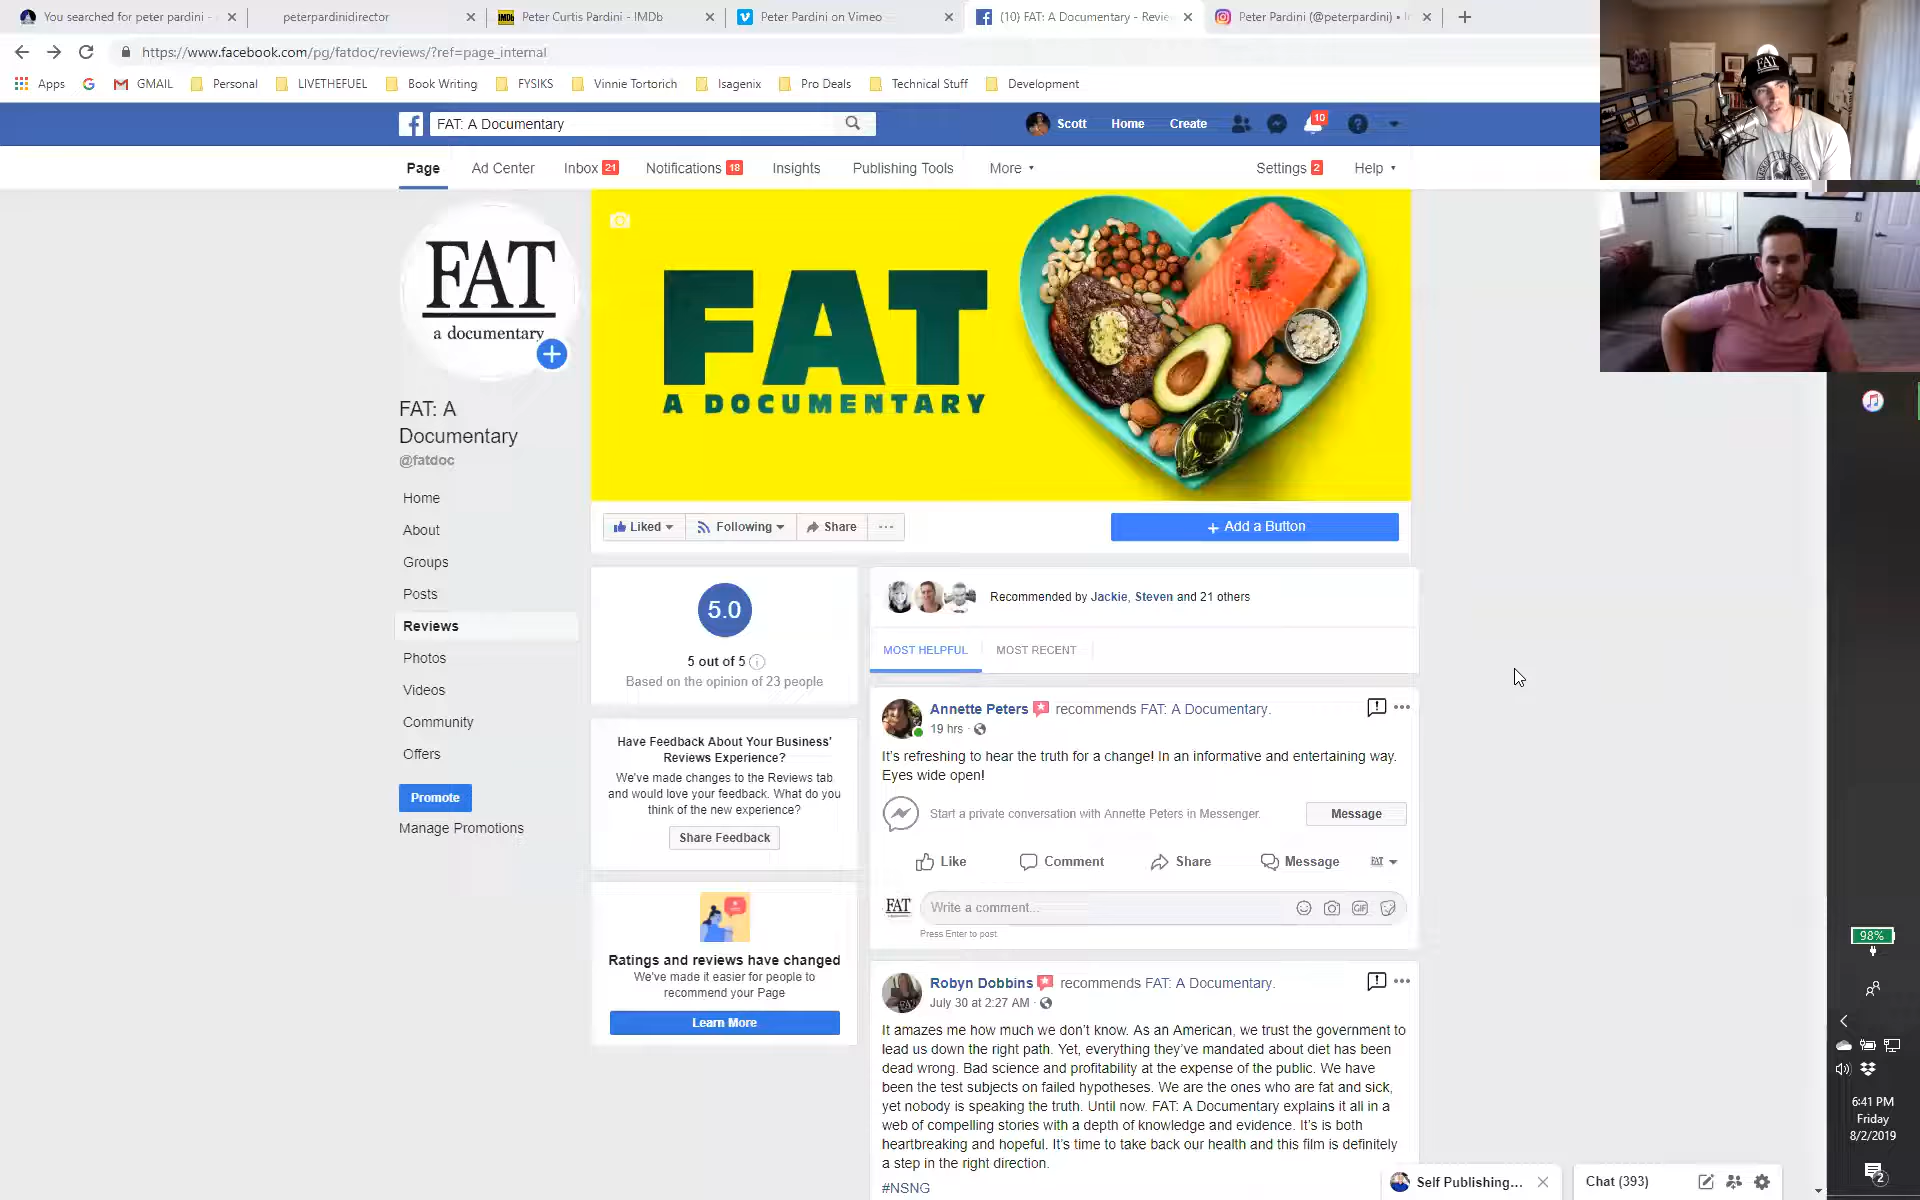 You searched for peter pardini -
peterpardinidirector
IMDb Peter Curtis Pardini - IMDb
Peter Pardini on Vimeo
(10) FAT: A Documentary - Revie
Peter Pardini (@peterpardini) •
https://www.facebook.com/pg/fatdoc/reviews/?ref=page_internal
Apps
GMAIL
Personal
LIVETHEFUEL
Book Writing
FYSIKS
Vinnie Tortorich
Isagenix
Pro Deals
Technical Stuff
Development
FAT: A Documentary
Scott
Home
Create
10
Page
Ad Center
Inbox 21
Notifications 18
Insights
Publishing Tools
More
Settings 2
Help
FAT
a documentary
FAT
A DOCUMENTARY
FAT: A
Documentary
@fatdoc
Home
About
Groups
Posts
Reviews
Photos
Videos
Community
Offers
Promote
Manage Promotions
Liked
Following
Share
+ Add a Button
5.0
5 out of 5
Based on the opinion of 23 people
Have Feedback About Your Business'
Reviews Experience?
We've made changes to the Reviews tab
and would love your feedback. What do you
think of the new experience?
Share Feedback
Ratings and reviews have changed
We've made it easier for people to
recommend your Page
Learn More
Recommended by Jackie, Steven and 21 others
MOST HELPFUL
MOST RECENT
Annette Peters recommends FAT: A Documentary.
19 hrs ·
It's refreshing to hear the truth for a change! In an informative and entertaining way.
Eyes wide open!
Start a private conversation with Annette Peters in Messenger.
Message
Like
Comment
Share
Message
FAT
FAT
Write a comment...
GIF
Press Enter to post.
Robyn Dobbins recommends FAT: A Documentary.
July 30 at 2:27 AM ·
It amazes me how much we don't know. As an American, we trust the government to
lead us down the right path. Yet, everything they've mandated about diet has been
dead wrong. Bad science and profitability at the expense of the public. We have
been the test subjects on failed hypotheses. We are the ones who are fat and sick,
yet nobody is speaking the truth. Until now. FAT: A Documentary explains it all in a
web of compelling stories with a depth of knowledge and evidence. It's is both
heartbreaking and hopeful. It's time to take back our health and this film is definitely
a step in the right direction.
#NSNG
Self Publishing...
Chat (393)
FAT
98%
6:41 PM
Friday
8/2/2019
2